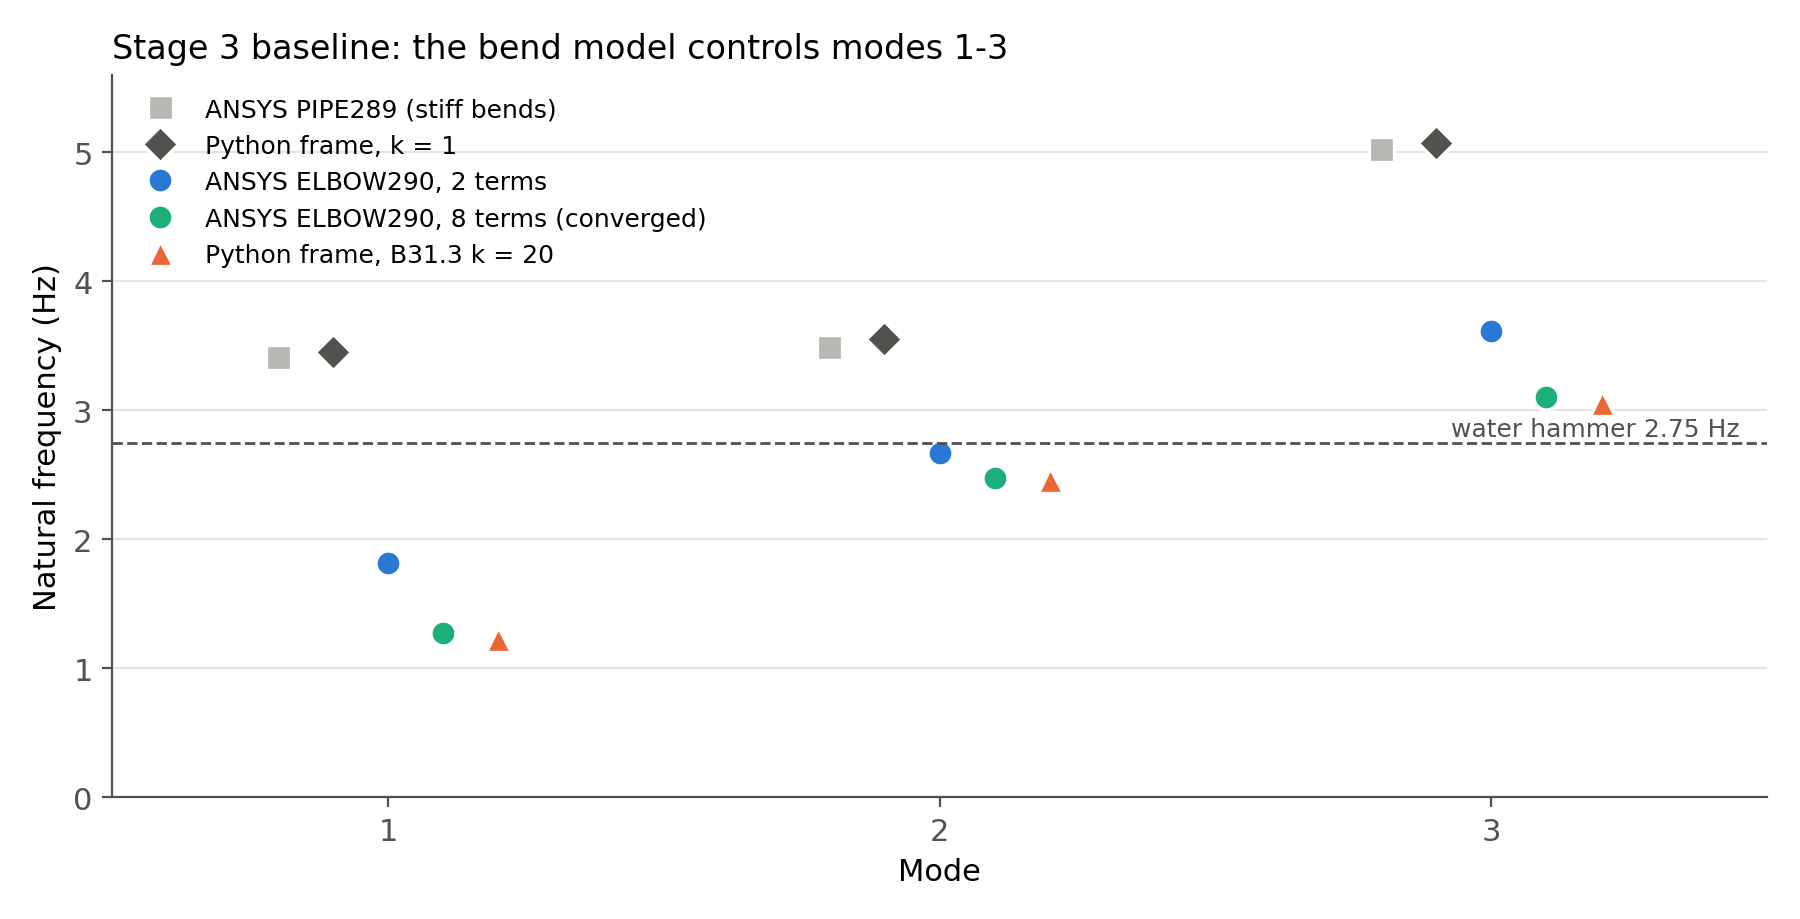 Stage 3 baseline: the bend model controls modes 1-3
ANSYS PIPE289 (stiff bends)
Python frame, k = 1
ANSYS ELBOW290, 2 terms
ANSYS ELBOW290, 8 terms (converged)
Python frame, B31.3 k = 20
Natural frequency (Hz)
5
4
3
2
1
0
water hammer 2.75 Hz
1
2
3
Mode